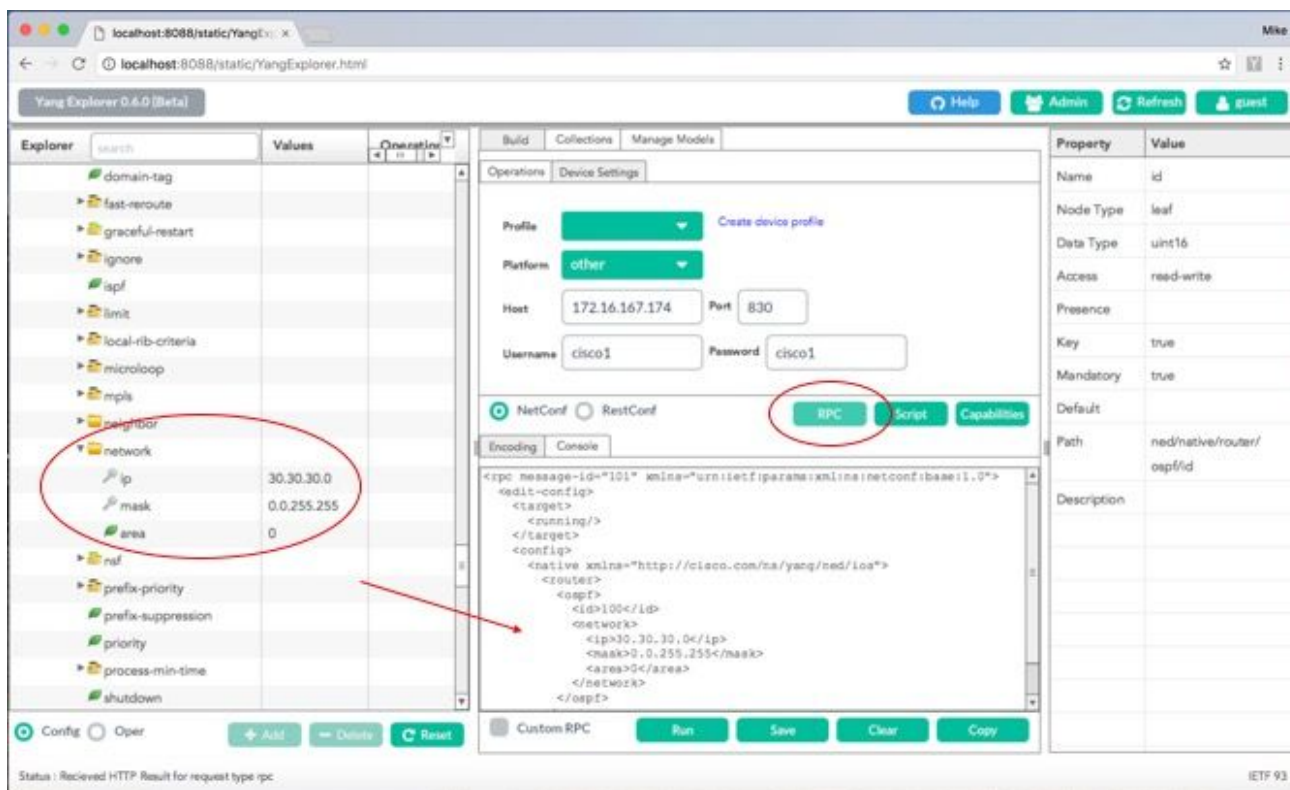 localhost:8088/static/YangEx
Mike
localhost:8088/static/YangExplorer.html
Yang Explorer 0.6.0 (Beta)
Help
Admin
Refresh
guest
Explorer
search
Values
Operation
domain-tag
fast-reroute
graceful-restart
ignore
ispf
limit
local-rib-criteria
microloop
mpls
neighbor
network
ip 30.30.30.0
mask 0.0.255.255
area 0
nsf
prefix-priority
prefix-suppression
priority
process-min-time
shutdown
Config
Oper
+ Add
Delete
Reset
Build
Collections
Manage Models
Operations
Device Settings
Profile
Create device profile
Platform other
Host 172.16.167.174 Port 830
Username cisco1 Password cisco1
NetConf
RestConf
RPC
Script
Capabilities
Encoding
Console
<rpc message-id="101" xmlns="urn:ietf:params:xml:ns:netconf:base:1.0">
<edit-config>
<target>
<running/>
</target>
<config>
<native xmlns="http://cisco.com/ns/yang/ned/ios">
<router>
<ospf>
<id>100</id>
<network>
<ip>30.30.30.0</ip>
<mask>0.0.255.255</mask>
<area>0</area>
</network>
</ospf>
Custom RPC
Run
Save
Clear
Copy
Property Value
Name id
Node Type leaf
Data Type uint16
Access read-write
Presence
Key true
Mandatory true
Default
Path ned/native/router/
ospf/id
Description
Status : Recieved HTTP Result for request type rpc
IETF 93